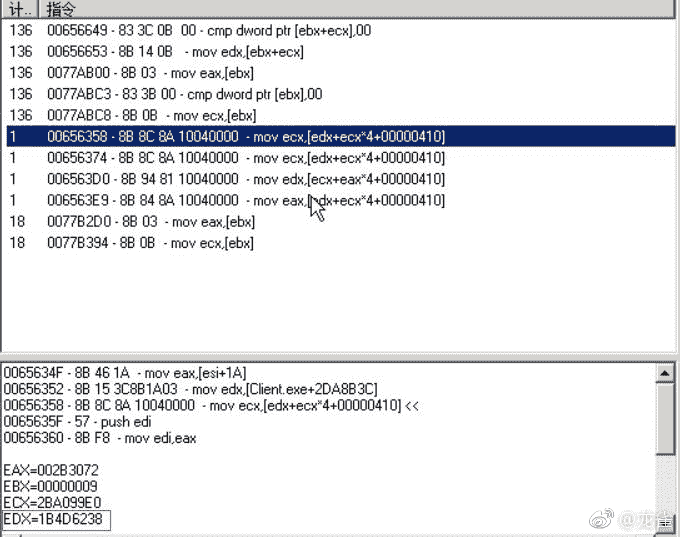 计.. 指令
136 00656649 - 83 3C 0B 00 - cmp dword ptr [ebx+ecx],00
136 00656653 - 8B 14 0B - mov edx,[ebx+ecx]
136 0077AB00 - 8B 03 - mov eax,[ebx]
136 0077ABC3 - 83 3B 00 - cmp dword ptr [ebx],00
136 0077ABC8 - 8B 0B - mov ecx,[ebx]
1 00656358 - 8B 8C 8A 10040000 - mov ecx,[edx+ecx*4+00000410]
1 00656374 - 8B 8C 8A 10040000 - mov ecx,[edx+ecx*4+00000410]
1 006563D0 - 8B 94 81 10040000 - mov edx,[ecx+eax*4+00000410]
1 006563E9 - 8B 84 8A 10040000 - mov eax,[edx+ecx*4+00000410]
18 0077B2D0 - 8B 03 - mov eax,[ebx]
18 0077B394 - 8B 0B - mov ecx,[ebx]
0065634F - 8B 46 1A - mov eax,[esi+1A]
00656352 - 8B 15 3C8B1A03 - mov edx,[Client.exe+2DA8B3C]
00656358 - 8B 8C 8A 10040000 - mov ecx,[edx+ecx*4+00000410] <<
0065635F - 57 - push edi
00656360 - 8B F8 - mov edi,eax
EAX=002B3072
EBX=00000009
ECX=2BA099E0
EDX=1B4D6238